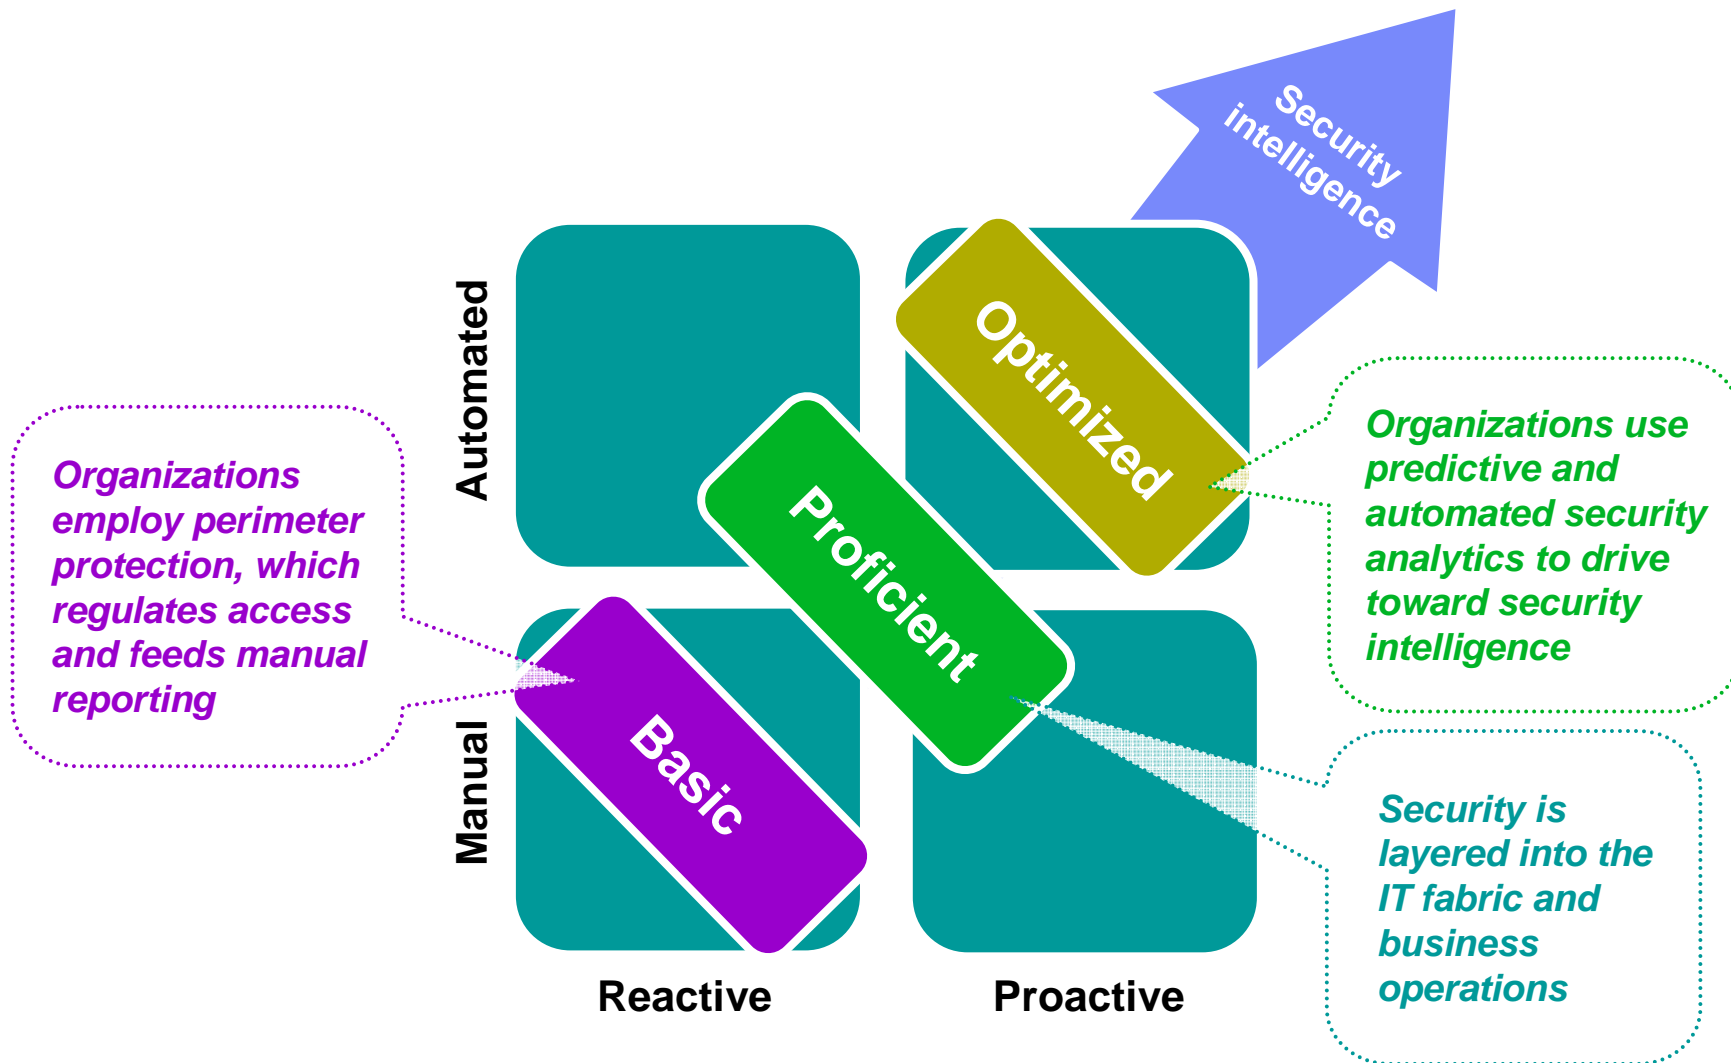 Security
intelligence
Automated
Optimized
Organizations use
predictive and
automated security
analytics to drive
toward security
intelligence
Organizations
employ perimeter
protection, which
regulates access
and feeds manual
reporting
Proficient
Manual
Basic
Security is
layered into the
IT fabric and
business
operations
Reactive
Proactive